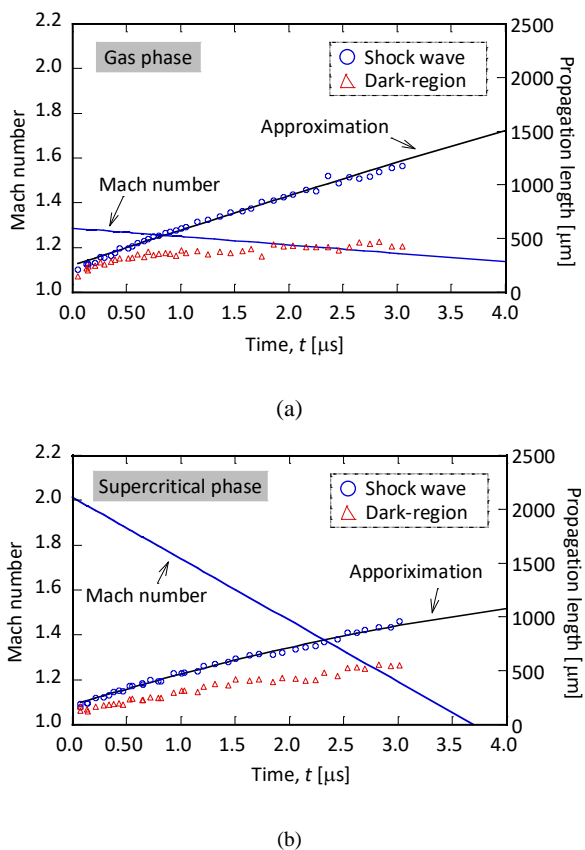 2.2
2.0
1.8
1.6
1.4
1.2
1.0
Mach number
Gas phase
Shock wave
Dark-region
Approximation
Mach number
2500
2000
1500
1000
500
0
Propagation length [μm]
0.0 0.50 1.0 1.5 2.0 2.5 3.0 3.5 4.0
Time, t [μs]
(a)
2.2
2.0
1.8
1.6
1.4
1.2
1.0
Mach number
Supercritical phase
Shock wave
Dark-region
Apporiximation
Mach number
2500
2000
1500
1000
500
0
Propagation length [μm]
0.0 0.50 1.0 1.5 2.0 2.5 3.0 3.5 4.0
Time, t [μs]
(b)